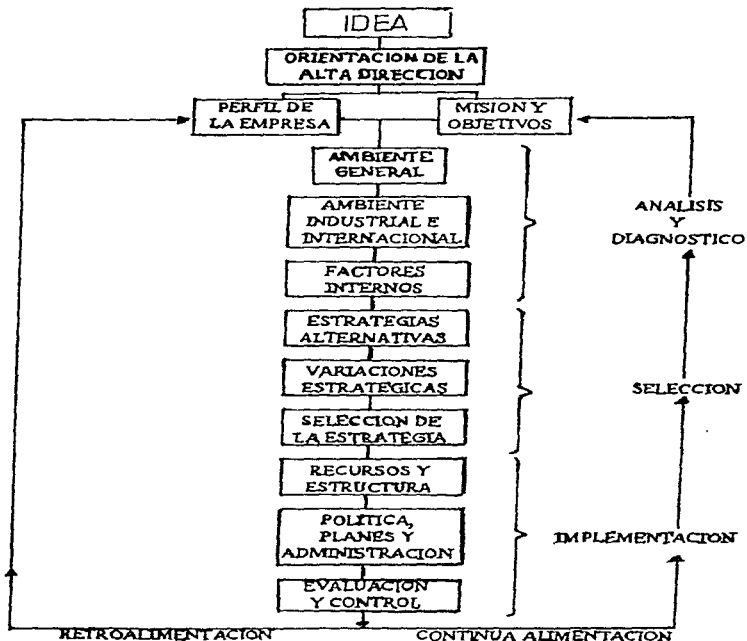 IDEA
ORIENTACION DE LA
ALTA DIRECCION
PERFIL DE
LA EMPRESA
MISION Y
OBJETIVOS
AMBIENTE
GENERAL
AMBIENTE
INDUSTRIAL E
INTERNACIONAL
FACTORES
INTERNOS
ANALISIS
Y
DIAGNOSTICO
ESTRATEGIAS
ALTERNATIVAS
VARIACIONES
ESTRATEGICAS
SELECCION DE
LA ESTRATEGIA
SELECCION
RECURSOS Y
ESTRUCTURA
POLITICA,
PLANES Y
ADMINISTRACION
EVALUACION
Y CONTROL
IMPLEMENTACION
RETROALIMENTACION
CONTINUA ALIMENTACION